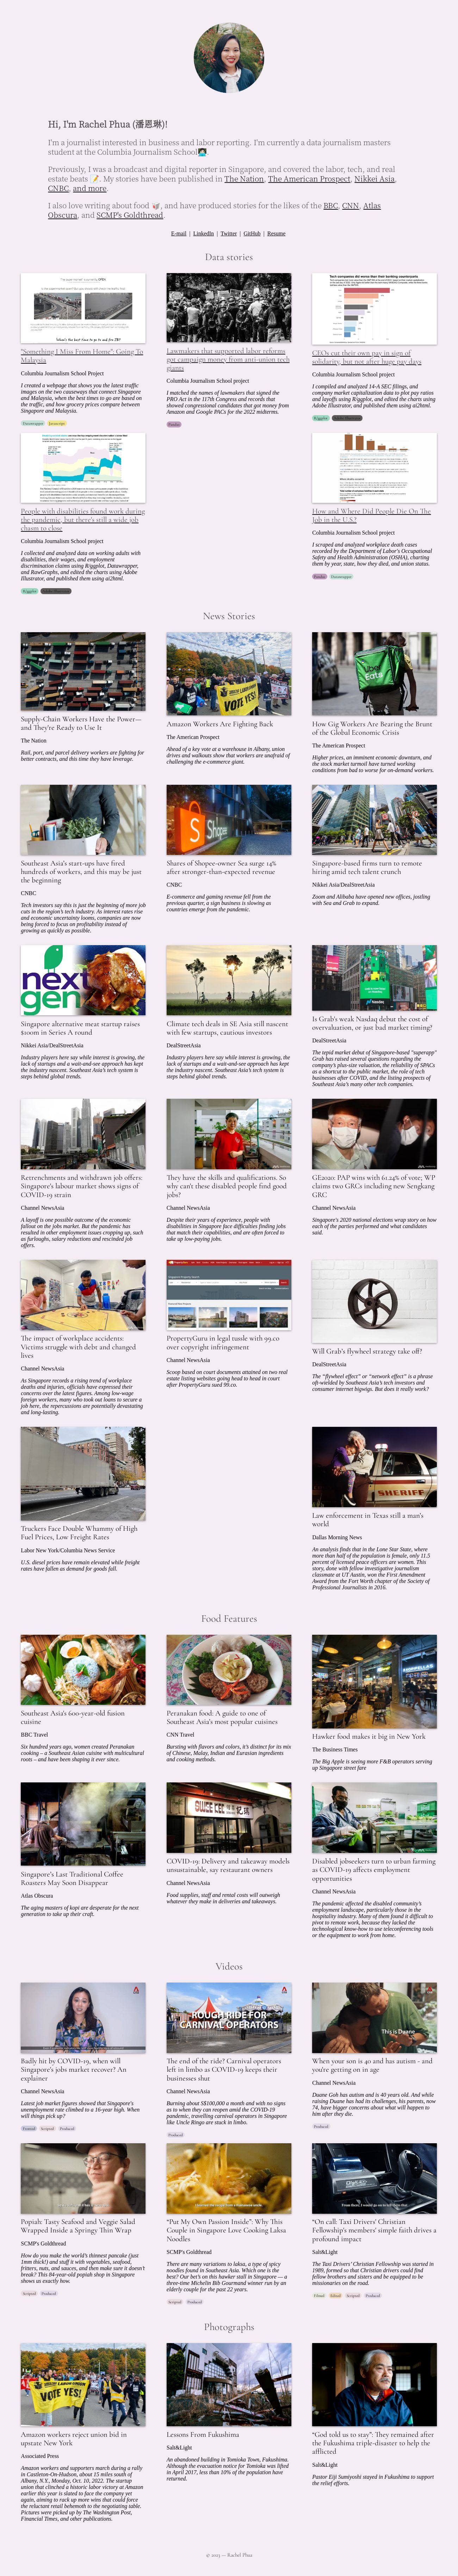 Hi, I'm Rachel Phua (潘恩琳)!
I'm a journalist interested in business and labor reporting. I'm currently a data journalism masters
student at the Columbia Journalism School
Previously, I was a broadcast and digital reporter in Singapore, and covered the labor, tech, and real
estate beats 📝. My stories have been published in The Nation, The American Prospect, Nikkei Asia,
CNBC, and more.
I also love writing about food 🥡, and have produced stories for the likes of the BBC, CNN, Atlas
Obscura, and SCMP's Goldthread.
E-mail | LinkedIn | Twitter | GitHub | Resume
Data stories
"Something I Miss From Home": Going To
Malaysia
Columbia Journalism School Project
I created a webpage that shows you the latest traffic
images on the two causeways that connect Singapore
and Malaysia, when the best time is to go are based on
the traffic, and how grocery prices compare between
Singapore and Malaysia.
Datawrapper Javascript
Lawmakers that supported labor reforms
got campaign money from anti-union tech
giants
Columbia Journalism School project
I matched the names of lawmakers that signed the
PRO Act in the 117th Congress and records that
showed congressmen and women getting money from
Amazon and Google PACs for the 2022 midterms.
Pandas
CEOs cut their own pay in sign of
solidarity, but not after huge pay days
Columbia Journalism School project
I compiled and analyzed 14-A SEC filings, and
company market capitalization data to plot pay ratios
and layoffs using R/ggplot, and edited the charts using
Adobe Illustrator, and published them using ai2html.
R/ggplot Adobe Illustrator
People with disabilities found work during
the pandemic, but there's still a wide job
chasm to close
Columbia Journalism School project
I collected and analyzed data on working adults with
disabilities, their wages, and employment
discrimination claims using R/ggplot, Datawrapper,
and RawGraphs, and edited the charts using Adobe
Illustrator, and published them using ai2html.
R/ggplot Adobe Illustrator
How and Where Did People Die On The
Job in the U.S.?
Columbia Journalism School project
I scraped and analyzed workplace death cases
recorded by the Department of Labor's Occupational
Safety and Health Administration (OSHA), charting
them by year, state, how they died, and union status.
Pandas Datawrapper
News Stories
Supply-Chain Workers Have the Power—
and They're Ready to Use It
The Nation
Rail, port, and parcel delivery workers are fighting for
better contracts, and this time they have leverage.
Amazon Workers Are Fighting Back
The American Prospect
Ahead of a key vote at a warehouse in Albany, union
drives and walkouts show that workers are unafraid of
challenging the e-commerce giant.
Uber
Eats
How Gig Workers Are Bearing the Brunt
of the Global Economic Crisis
The American Prospect
Higher prices, an imminent economic downturn, and
the stock market turmoil have turned working
conditions from bad to worse for on-demand workers.
Southeast Asia's start-ups have fired
hundreds of workers, and this may be just
the beginning
CNBC
Tech investors say this is just the beginning of more job
cuts in the region's tech industry. As interest rates rise
and economic uncertainty looms, companies are now
being forced to focus on profitability instead of
growing as quickly as possible.
Shares of Shopee-owner Sea surge 14%
after stronger-than-expected revenue
CNBC
E-commerce and gaming revenue fell from the
previous quarter, a sign business is slowing as
countries emerge from the pandemic.
Singapore-based firms turn to remote
hiring amid tech talent crunch
Nikkei Asia/DealStreetAsia
Zoom and Alibaba have opened new offices, jostling
with Sea and Grab to expand.
next
gen
Singapore alternative meat startup raises
$100m in Series A round
Nikkei Asia/DealStreetAsia
Industry players here say while interest is growing, the
lack of startups and a wait-and-see approach has kept
the industry nascent. Southeast Asia's tech system is
steps behind global trends.
Climate tech deals in SE Asia still nascent
with few startups, cautious investors
DealStreetAsia
Industry players here say while interest is growing, the
lack of startups and a wait-and-see approach has kept
the industry nascent. Southeast Asia's tech system is
steps behind global trends.
Is Grab's weak Nasdaq debut the cost of
overvaluation, or just bad market timing?
DealStreetAsia
The tepid market debut of Singapore-based "superapp"
Grab has raised several questions regarding the
company's plus-size valuation, the reliability of SPACs
as a shortcut to the public market, the role of tech
businesses after COVID, and the listing prospects of
Southeast Asia's many other tech companies.
Retrenchments and withdrawn job offers:
Singapore's labour market shows signs of
COVID-19 strain
Channel NewsAsia
A layoff is one possible outcome of the economic
fallout on the jobs market. But the pandemic has
resulted in other employment issues cropping up, such
as furloughs, salary reductions and rescinded job
offers.
They have the skills and qualifications. So
why can't these disabled people find good
jobs?
Channel NewsAsia
Despite their years of experience, people with
disabilities in Singapore face difficulties finding jobs
that match their capabilities, and are often forced to
take up low-paying jobs.
GE2020: PAP wins with 61.24% of vote; WP
claims two GRCs including new Sengkang
GRC
Channel NewsAsia
Singapore's 2020 national elections wrap story on how
each of the parties performed and what candidates
said.
The impact of workplace accidents:
Victims struggle with debt and changed
lives
Channel NewsAsia
As Singapore records a rising trend of workplace
deaths and injuries, officials have expressed their
concerns over the latest figures. Among low-wage
foreign workers, many who took out loans to secure a
job here, the repercussions are potentially devastating
and long-lasting.
PropertyGuru in legal tussle with 99.co
over copyright infringement
Channel NewsAsia
Scoop based on court documents attained on two real
estate listing websites going head to head in court
after PropertyGuru sued 99.co.
Will Grab's flywheel strategy take off?
DealStreetAsia
The "flywheel effect" or "network effect" is a phrase
oft-wielded by Southeast Asia's tech investors and
consumer internet bigwigs. But does it really work?
Truckers Face Double Whammy of High
Fuel Prices, Low Freight Rates
Labor New York/Columbia News Service
U.S. diesel prices have remain elevated while freight
rates have fallen as demand for goods fall.
SHERIFF
Law enforcement in Texas still a man's
world
Dallas Morning News
An analysis finds that in the Lone Star State, where
more than half of the population is female, only 11.5
percent of licensed peace officers are women. This
story, done with fellow investigative journalism
classmate at UT Austin, won the First Amendment
Award from the Fort Worth chapter of the Society of
Professional Journalists in 2016.
Food Features
Southeast Asia's 600-year-old fusion
cuisine
BBC Travel
Six hundred years ago, women created Peranakan
cooking – a Southeast Asian cuisine with multicultural
roots – and have been shaping it ever since.
Peranakan food: A guide to one of
Southeast Asia's most popular cuisines
CNN Travel
Bursting with flavors and colors, it's distinct for its mix
of Chinese, Malay, Indian and Eurasian ingredients
and cooking methods.
Hawker food makes it big in New York
The Business Times
The Big Apple is seeing more F&B operators serving
up Singapore street fare
Singapore's Last Traditional Coffee
Roasters May Soon Disappear
Atlas Obscura
The aging masters of kopi are desperate for the next
generation to take up their craft.
COVID-19: Delivery and takeaway models
unsustainable, say restaurant owners
Channel NewsAsia
Food supplies, staff and rental costs will outweigh
whatever they make in deliveries and takeaways.
Disabled jobseekers turn to urban farming
as COVID-19 affects employment
opportunities
Channel NewsAsia
The pandemic affected the disabled community's
employment landscape, particularly those in the
hospitality industry. Many of them found it difficult to
pivot to remote work, because they lacked the
technological know-how to use teleconferencing tools
or the equipment to work from home.
Videos
Badly hit by COVID-19, when will
Singapore's jobs market recover? An
explainer
Channel NewsAsia
Latest job market figures showed that Singapore's
unemployment rate climbed to a 16-year high. When
will things pick up?
Scripted Produced
ROUGH RIDE FOR
CARNIVAL OPERATORS
The end of the ride? Carnival operators
left in limbo as COVID-19 keeps their
businesses shut
Channel NewsAsia
Burning about S$100,000 a month and with no signs
as to when they can reopen amid the COVID-19
pandemic, travelling carnival operators in Singapore
like Uncle Ringo are stuck in limbo.
Produced
This is Duane
When your son is 40 and has autism - and
you're getting on in age
Channel NewsAsia
Duane Goh has autism and is 40 years old. And while
raising Duane has had its challenges, his parents, now
74, have bigger concerns about what will happen to
him after they die.
Produced
Popiah: Tasty Seafood and Veggie Salad
Wrapped Inside a Springy Thin Wrap
SCMP's Goldthread
How do you make the world's thinnest pancake (just
1mm thick!) and stuff it with vegetables, seafood,
fritters, nuts, and sauces, and then make sure it doesn't
break? This 84-year-old popiah shop in Singapore
shows us exactly how.
Scripted Produced
"Put My Own Passion Inside": Why This
Couple in Singapore Love Cooking Laksa
Noodles
SCMP's Goldthread
There are many variations to laksa, a type of spicy
noodles found in Southeast Asia. Which one is the
best? Our bet's on this hawker stall in Singapore — a
three-time Michelin Bib Gourmand winner run by an
elderly couple for the past 22 years.
Scripted Produced
"On call: Taxi Drivers' Christian
Fellowship's members' simple faith drives a
profound impact
Salt&Light
The Taxi Drivers' Christian Fellowship was started in
1989, formed so that Christian drivers could find
fellow brothers and sisters and be equipped to be
missionaries on the road.
Filmed Edited Scripted Produced
Photographs
VOTE YES!
Amazon workers reject union bid in
upstate New York
Associated Press
Amazon workers and supporters march during a rally
in Castleton-On-Hudson, about 15 miles south of
Albany, N.Y., Monday, Oct. 10, 2022. The startup
union that clinched a historic labor victory at Amazon
earlier this year is slated to face the company yet
again, aiming to rack up more wins that could force
the reluctant retail behemoth to the negotiating table.
Pictures were picked up by The Washington Post,
Financial Times, and other publications.
Lessons From Fukushima
Salt&Light
An abandoned building in Tomioka Town, Fukushima.
Although the evacuation notice for Tomioka was lifted
in April 2017, less than 10% of the population have
returned.
"God told us to stay": They remained after
the Fukushima triple-disaster to help the
afflicted
Salt&Light
Pastor Eiji Sumiyoshi stayed in Fukushima to support
the relief efforts.
© 2023 — Rachel Phua